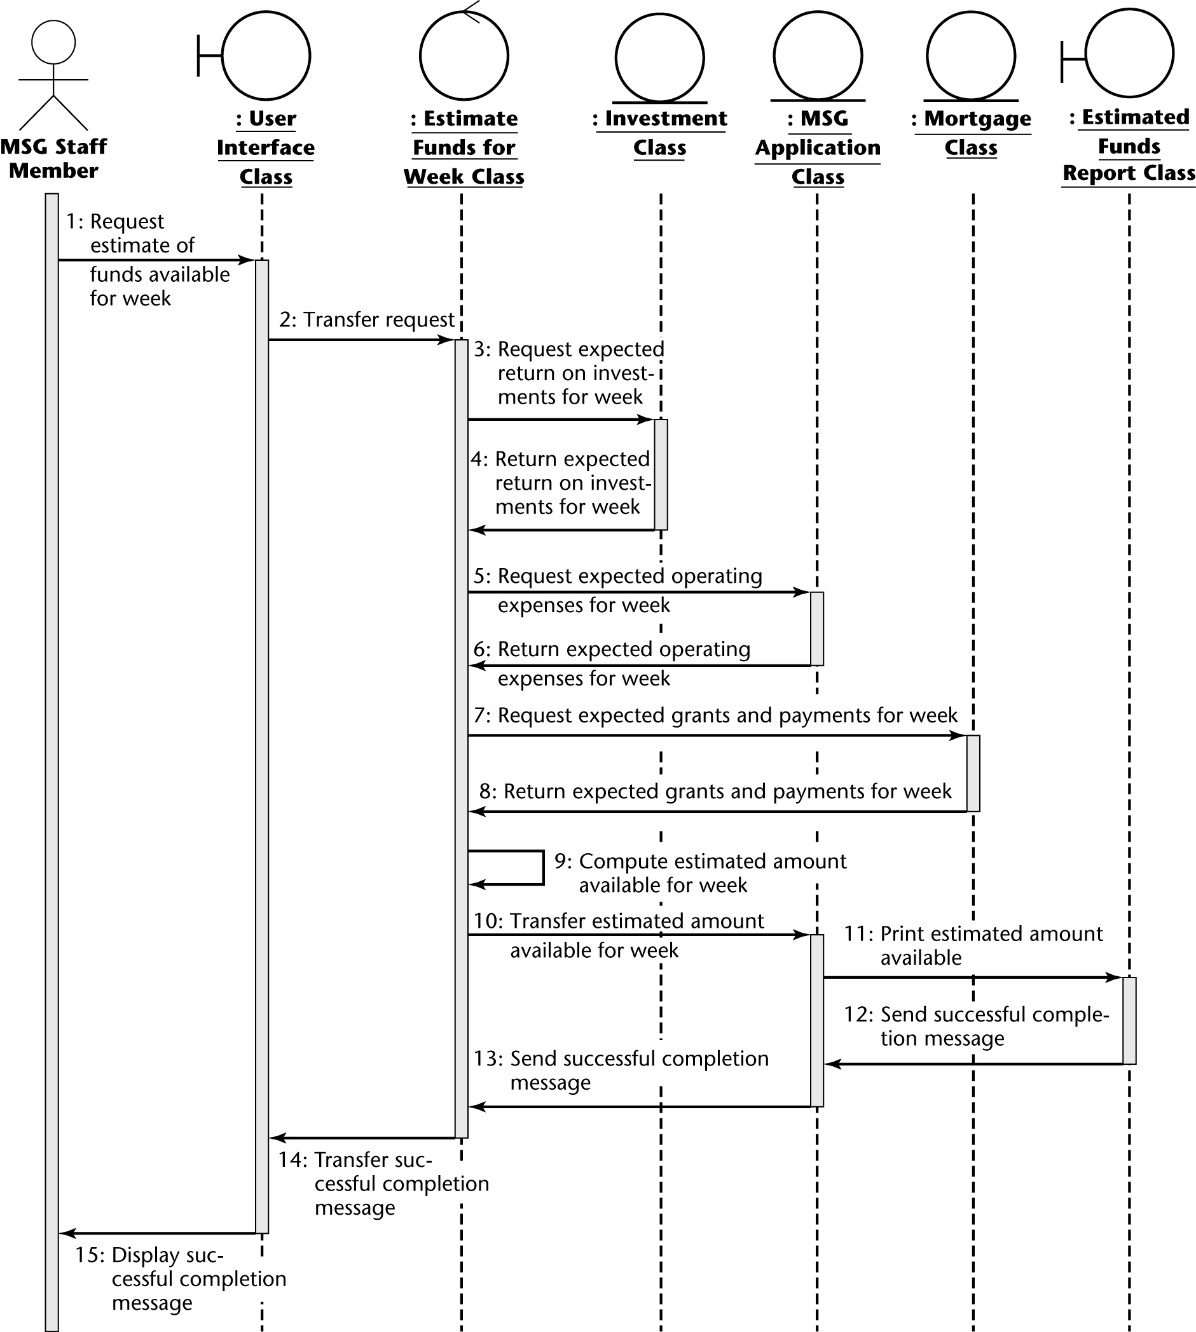 MSG Staff
Member
: User
Interface
Class
: Estimate
Funds for
Week Class
: Investment
Class
: MSG
Application
Class
: Mortgage
Class
: Estimated
Funds
Report Class
1: Request
estimate of
funds available
for week
2: Transfer request
3: Request expected
return on invest-
ments for week
4: Return expected
return on invest-
ments for week
5: Request expected operating
expenses for week
6: Return expected operating
expenses for week
7: Request expected grants and payments for week
8: Return expected grants and payments for week
9: Compute estimated amount
available for week
10: Transfer estimated amount
available for week
11: Print estimated amount
available
12: Send successful comple-
tion message
13: Send successful completion
message
14: Transfer suc-
cessful completion
message
15: Display suc-
cessful completion
message